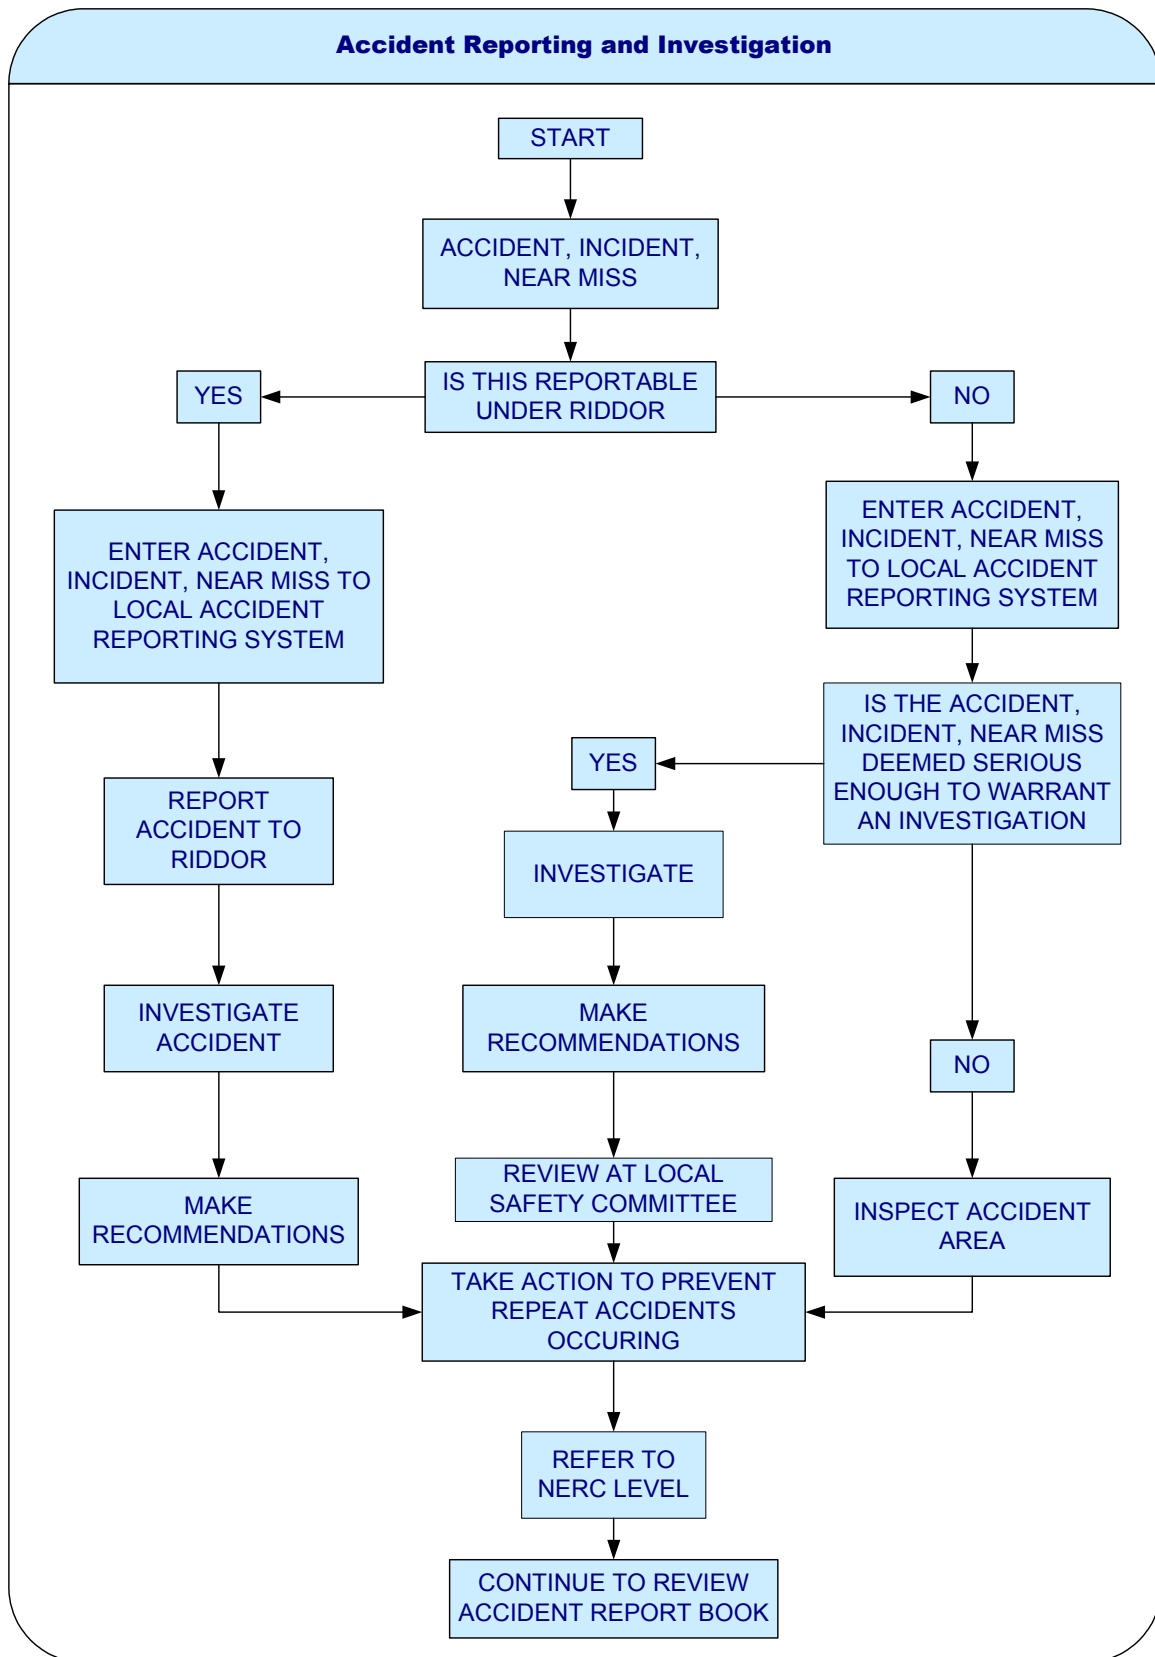 Accident Reporting and Investigation
START
ACCIDENT, INCIDENT,
NEAR MISS
IS THIS REPORTABLE
UNDER RIDDOR
YES
NO
ENTER ACCIDENT,
INCIDENT, NEAR MISS TO
LOCAL ACCIDENT
REPORTING SYSTEM
ENTER ACCIDENT,
INCIDENT, NEAR MISS
TO LOCAL ACCIDENT
REPORTING SYSTEM
IS THE ACCIDENT,
INCIDENT, NEAR MISS
DEEMED SERIOUS
ENOUGH TO WARRANT
AN INVESTIGATION
YES
REPORT
ACCIDENT TO
RIDDOR
INVESTIGATE
INVESTIGATE
ACCIDENT
MAKE
RECOMMENDATIONS
NO
MAKE
RECOMMENDATIONS
REVIEW AT LOCAL
SAFETY COMMITTEE
INSPECT ACCIDENT
AREA
TAKE ACTION TO PREVENT
REPEAT ACCIDENTS
OCCURING
REFER TO
NERC LEVEL
CONTINUE TO REVIEW
ACCIDENT REPORT BOOK